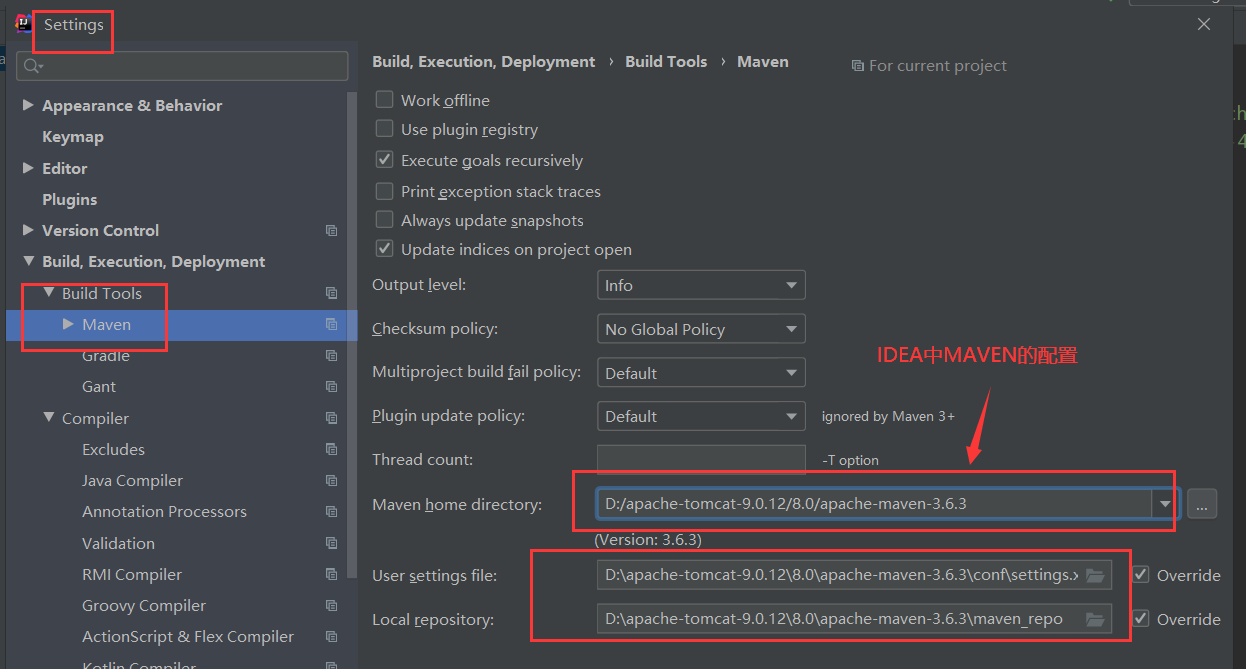 Settings
Build, Execution, Deployment › Build Tools › Maven For current project
Appearance & Behavior
Keymap
Editor
Plugins
Version Control
Build, Execution, Deployment
Build Tools
Maven
Gradle
Gant
Compiler
Excludes
Java Compiler
Annotation Processors
Validation
RMI Compiler
Groovy Compiler
ActionScript & Flex Compiler
Kotlin Compiler
Work offline
Use plugin registry
Execute goals recursively
Print exception stack traces
Always update snapshots
Update indices on project open
Output level: Info
Checksum policy: No Global Policy
Multiproject build fail policy: Default
Plugin update policy: Default ignored by Maven 3+
Thread count: -T option
IDEA中MAVEN的配置
Maven home directory: D:/apache-tomcat-9.0.12/8.0/apache-maven-3.6.3 ...
(Version: 3.6.3)
User settings file: D:\apache-tomcat-9.0.12\8.0\apache-maven-3.6.3\conf\settings.x Override
Local repository: D:\apache-tomcat-9.0.12\8.0\apache-maven-3.6.3\maven_repo Override